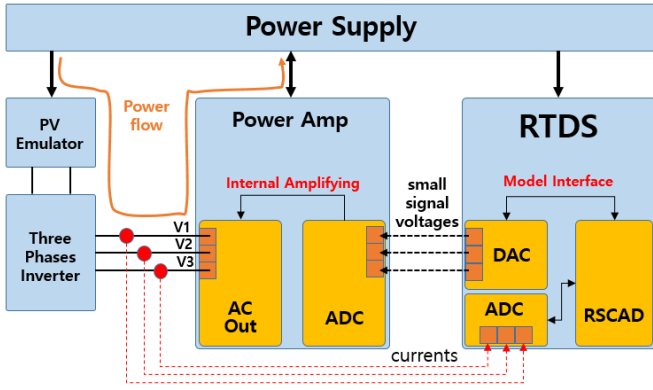 Power Supply
Power
flow
PV
Emulator
Power Amp
RTDS
Internal Amplifying
small
signal
voltages
Model Interface
Three
Phases
Inverter
V1
V2
V3
AC
Out
ADC
DAC
ADC
RSCAD
currents